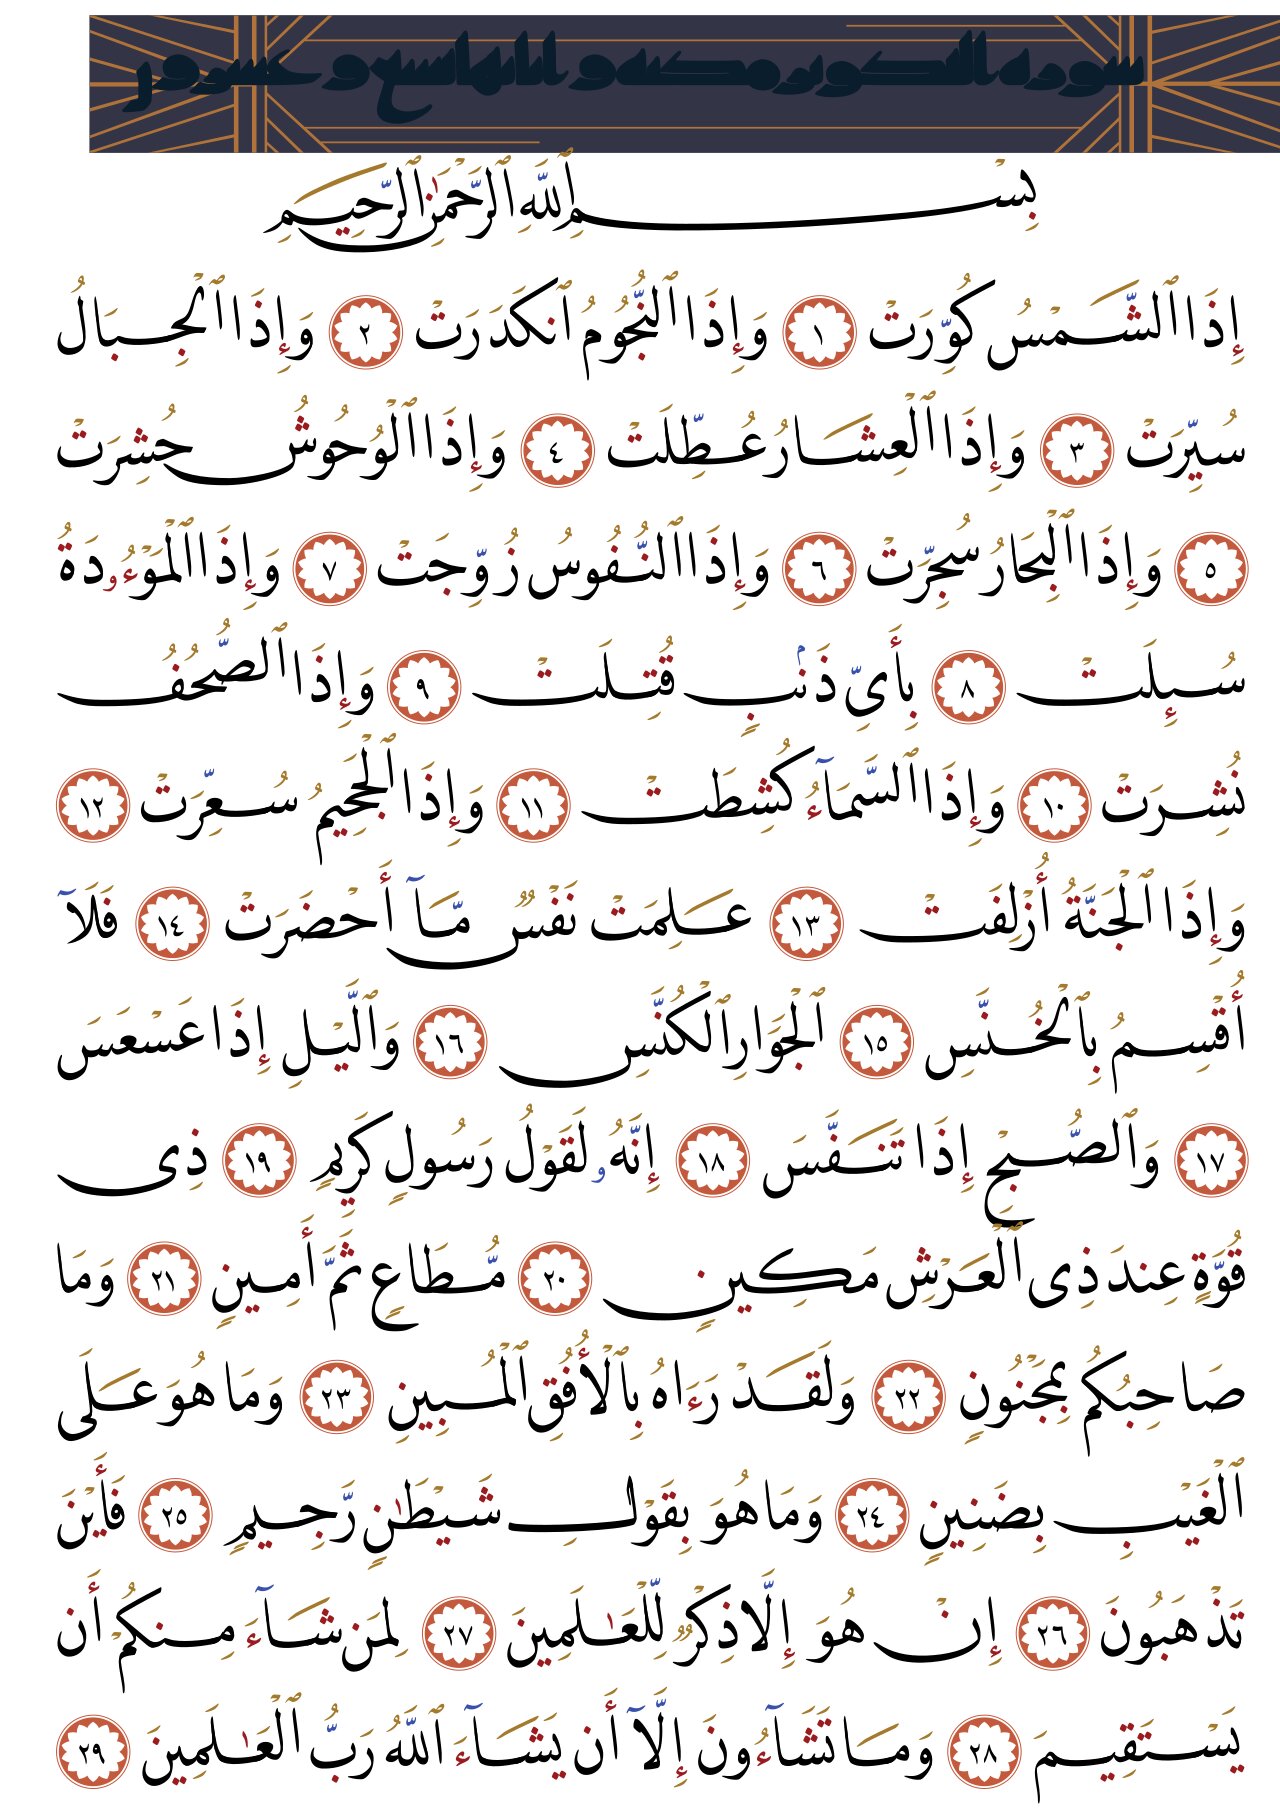 سورة التكوير مكية و اياتها تسع و عشرون
بِسْمِ ٱللَّهِ ٱلرَّحْمَٰنِ ٱلرَّحِيمِ
إِذَا ٱلشَّمْسُ كُوِّرَتْ ١ وَإِذَا ٱلنُّجُومُ ٱنكَدَرَتْ ٢ وَإِذَا ٱلْجِبَالُ
سُيِّرَتْ ٣ وَإِذَا ٱلْعِشَارُ عُطِّلَتْ ٤ وَإِذَا ٱلْوُحُوشُ حُشِرَتْ
٥ وَإِذَا ٱلْبِحَارُ سُجِّرَتْ ٦ وَإِذَا ٱلنُّفُوسُ زُوِّجَتْ ٧ وَإِذَا ٱلْمَوْءُۥدَةُ
سُئِلَتْ ٨ بِأَىِّ ذَنۢبٍ قُتِلَتْ ٩ وَإِذَا ٱلصُّحُفُ
نُشِرَتْ ١٠ وَإِذَا ٱلسَّمَآءُ كُشِطَتْ ١١ وَإِذَا ٱلْجَحِيمُ سُعِّرَتْ ١٢
وَإِذَا ٱلْجَنَّةُ أُزْلِفَتْ ١٣ عَلِمَتْ نَفْسٌ مَّآ أَحْضَرَتْ ١٤ فَلَآ
أُقْسِمُ بِٱلْخُنَّسِ ١٥ ٱلْجَوَارِ ٱلْكُنَّسِ ١٦ وَٱلَّيْلِ إِذَا عَسْعَسَ
١٧ وَٱلصُّبْحِ إِذَا تَنَفَّسَ ١٨ إِنَّهُۥ لَقَوْلُ رَسُولٍ كَرِيمٍ ١٩ ذِى
قُوَّةٍ عِندَ ذِى ٱلْعَرْشِ مَكِينٍ ٢٠ مُّطَاعٍ ثَمَّ أَمِينٍ ٢١ وَمَا
صَاحِبُكُم بِمَجْنُونٍ ٢٢ وَلَقَدْ رَءَاهُ بِٱلْأُفُقِ ٱلْمُبِينِ ٢٣ وَمَا هُوَ عَلَى
ٱلْغَيْبِ بِضَنِينٍ ٢٤ وَمَا هُوَ بِقَوْلِ شَيْطَٰنٍ رَّجِيمٍ ٢٥ فَأَيْنَ
تَذْهَبُونَ ٢٦ إِنْ هُوَ إِلَّا ذِكْرٌ لِّلْعَٰلَمِينَ ٢٧ لِمَن شَآءَ مِنكُمْ أَن
يَسْتَقِيمَ ٢٨ وَمَا تَشَآءُونَ إِلَّآ أَن يَشَآءَ ٱللَّهُ رَبُّ ٱلْعَٰلَمِينَ ٢٩